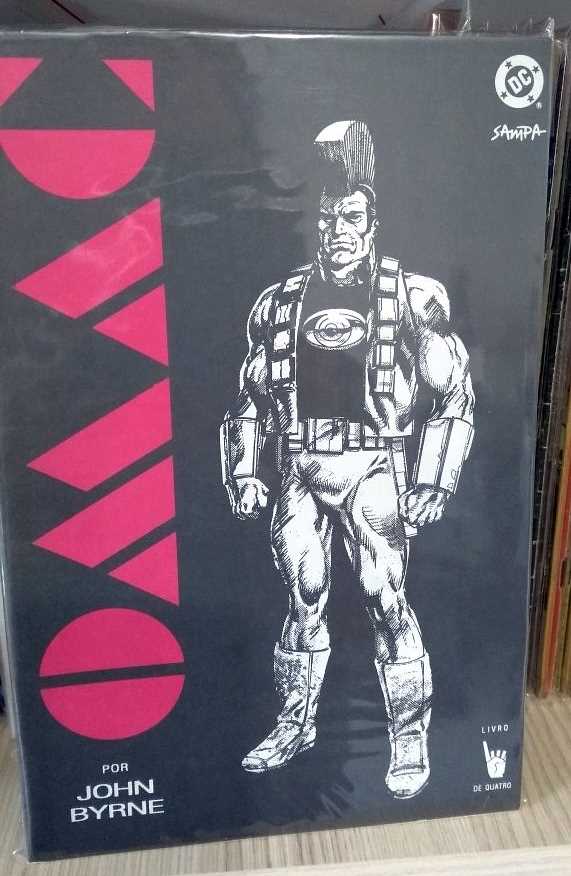 OMAC
DC
SAMPA
POR
JOHN
BYRNE
LIVRO
DE QUATRO